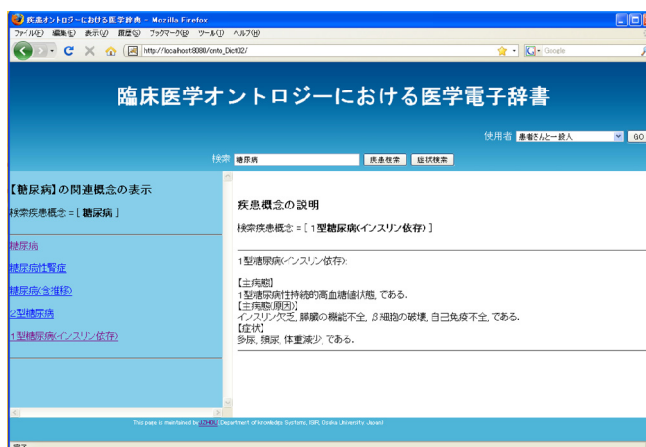 疾患オントロジーにおける医学辞典 - Mozilla Firefox
ファイル(F) 編集(E) 表示(V) 履歴(S) ブックマーク(B) ツール(T) ヘルプ(H)
http://localhost:8080/onto_Dict02/ Google
臨床医学オントロジーにおける医学電子辞書
使用者 患者さんと一般人 GO
検索 糖尿病 疾患検索 症状検索
【糖尿病】の関連概念の表示
検索疾患概念 = [ 糖尿病 ]
糖尿病
糖尿病性腎症
糖尿病(含推移)
2型糖尿病
1型糖尿病(インスリン依存)
疾患概念の説明
検索疾患概念 = [ 1型糖尿病(インスリン依存) ]
1型糖尿病(インスリン依存):
【主病態】
1型糖尿病性持続的高血糖値状態, である.
【主病態(原因)】
インスリン欠乏, 膵臓の機能不全, β細胞の破壊, 自己免疫不全, である.
【症状】
多尿, 頻尿, 体重減少, である.
This page is maintained by JZHOU (Department of knowledge Systems, ISIR, Osaka University, Japan)
完了